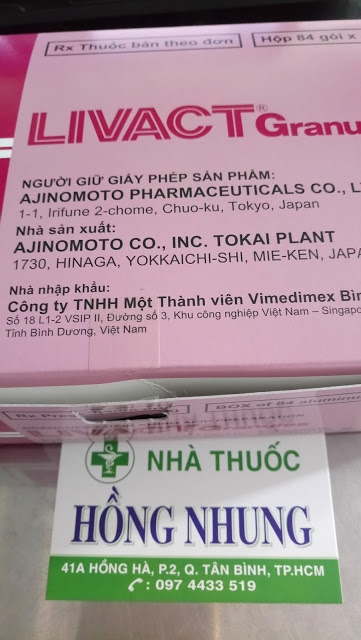 Rx Thuốc bán theo đơn
Hộp 84 gói x
LIVACT® Granu
NGƯỜI GIỮ GIẤY PHÉP SẢN PHẨM:
AJINOMOTO PHARMACEUTICALS CO., L
1-1, Irifune 2-chome, Chuo-ku, Tokyo, Japan
Nhà sản xuất:
AJINOMOTO CO., INC. TOKAI PLANT
1730, HINAGA, YOKKAICHI-SHI, MIE-KEN, JAPA
Nhà nhập khẩu:
Công ty TNHH Một Thành viên Vimedimex Bìn
Số 18 L1-2 VSIP II, Đường số 3, Khu công nghiệp Việt Nam – Singapo
Tỉnh Bình Dương, Việt Nam
BOX of 84 aluminu
NHÀ THUỐC
HỒNG NHUNG
41A HỒNG HÀ, P.2, Q. TÂN BÌNH, TP.HCM
: 097 4433 519